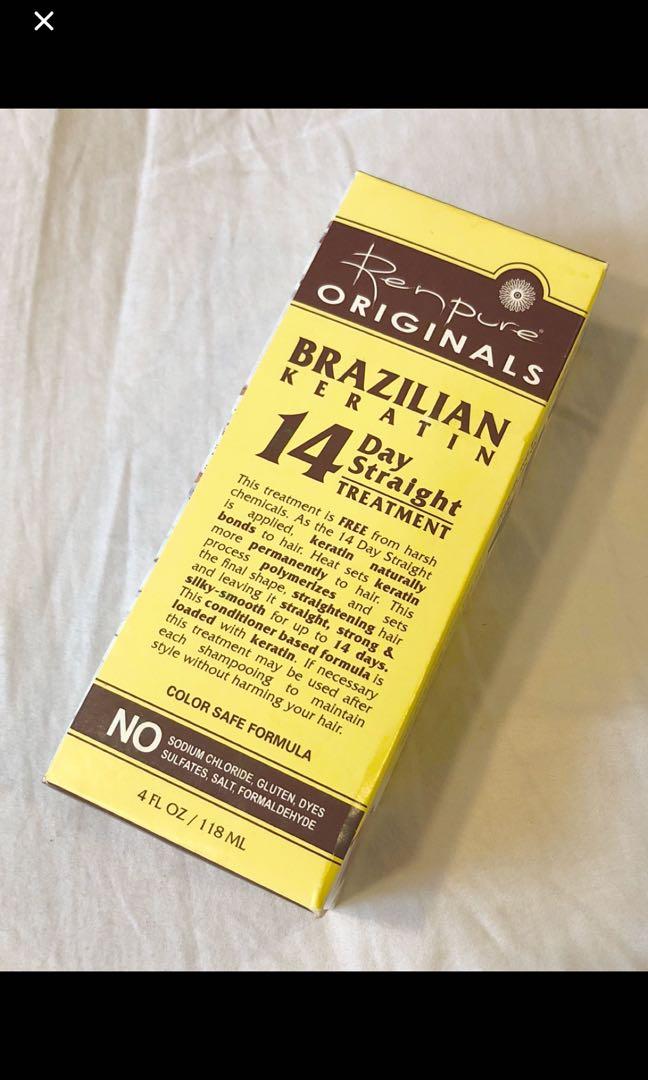 Renpure
ORIGINALS
BRAZILIAN
KERATIN
14 Day
Straight
TREATMENT
This treatment is FREE from harsh
chemicals. As the 14 Day Straight
is applied, keratin naturally
bonds to hair. Heat sets keratin
more permanently to hair. This
process polymerizes and sets
the final shape, straightening hair
and leaving it straight, strong &
silky-smooth for up to 14 days.
This conditioner based formula is
loaded with keratin. If necessary
this treatment may be used after
each shampooing to maintain
style without harming your hair.
COLOR SAFE FORMULA
NO SODIUM CHLORIDE, GLUTEN, DYES
SULFATES, SALT, FORMALDEHYDE
4 FL OZ / 118 ML